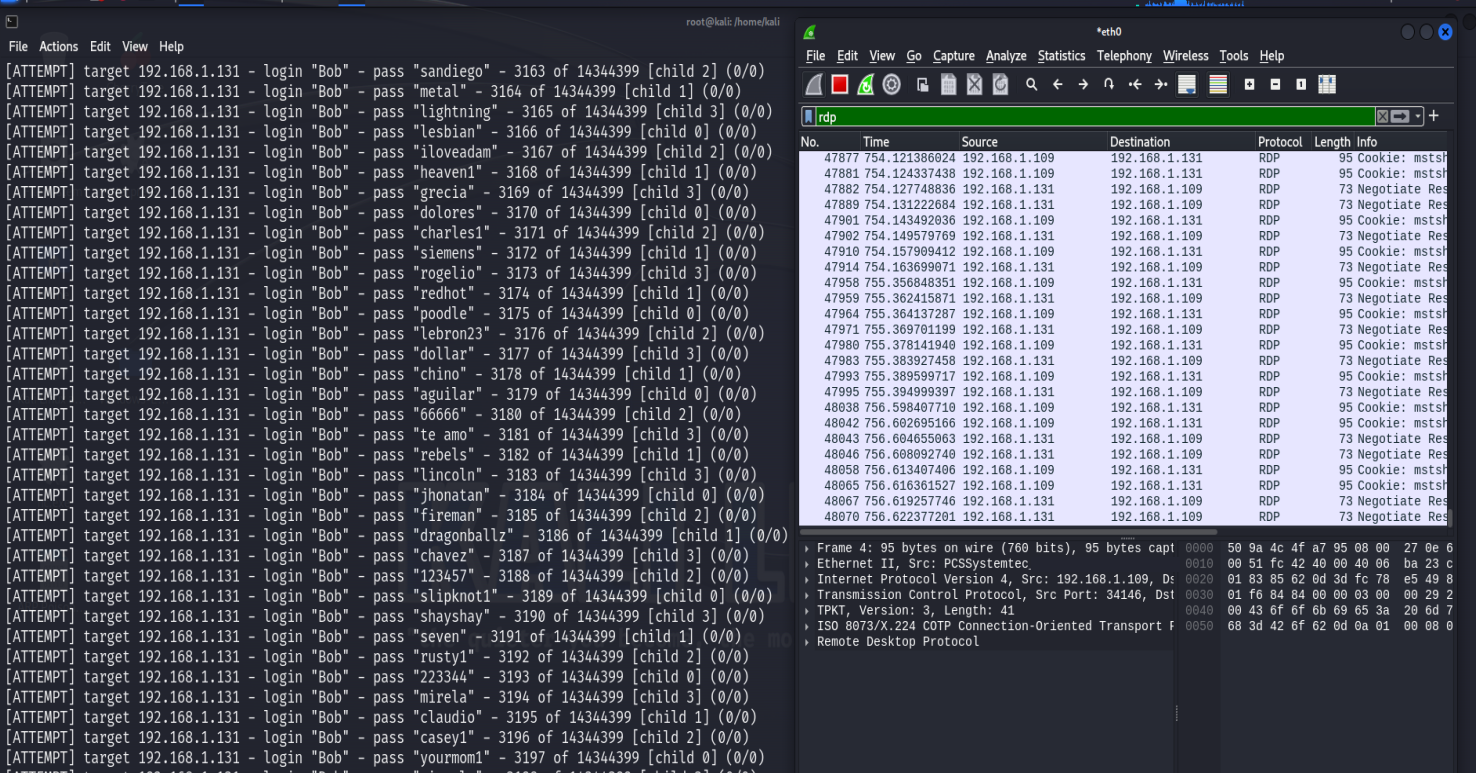 root@kali: /home/kali
File Actions Edit View Help
[ATTEMPT] target 192.168.1.131 - login "Bob" - pass "sandiego" - 3163 of 14344399 [child 2] (0/0)
[ATTEMPT] target 192.168.1.131 - login "Bob" - pass "metal" - 3164 of 14344399 [child 1] (0/0)
[ATTEMPT] target 192.168.1.131 - login "Bob" - pass "lightning" - 3165 of 14344399 [child 3] (0/0)
[ATTEMPT] target 192.168.1.131 - login "Bob" - pass "lesbian" - 3166 of 14344399 [child 0] (0/0)
[ATTEMPT] target 192.168.1.131 - login "Bob" - pass "iloveadam" - 3167 of 14344399 [child 2] (0/0)
[ATTEMPT] target 192.168.1.131 - login "Bob" - pass "heaven1" - 3168 of 14344399 [child 1] (0/0)
[ATTEMPT] target 192.168.1.131 - login "Bob" - pass "grecia" - 3169 of 14344399 [child 3] (0/0)
[ATTEMPT] target 192.168.1.131 - login "Bob" - pass "dolores" - 3170 of 14344399 [child 0] (0/0)
[ATTEMPT] target 192.168.1.131 - login "Bob" - pass "charles1" - 3171 of 14344399 [child 2] (0/0)
[ATTEMPT] target 192.168.1.131 - login "Bob" - pass "siemens" - 3172 of 14344399 [child 1] (0/0)
[ATTEMPT] target 192.168.1.131 - login "Bob" - pass "rogelio" - 3173 of 14344399 [child 3] (0/0)
[ATTEMPT] target 192.168.1.131 - login "Bob" - pass "redhot" - 3174 of 14344399 [child 1] (0/0)
[ATTEMPT] target 192.168.1.131 - login "Bob" - pass "poodle" - 3175 of 14344399 [child 0] (0/0)
[ATTEMPT] target 192.168.1.131 - login "Bob" - pass "lebron23" - 3176 of 14344399 [child 2] (0/0)
[ATTEMPT] target 192.168.1.131 - login "Bob" - pass "dollar" - 3177 of 14344399 [child 3] (0/0)
[ATTEMPT] target 192.168.1.131 - login "Bob" - pass "chino" - 3178 of 14344399 [child 1] (0/0)
[ATTEMPT] target 192.168.1.131 - login "Bob" - pass "aguilar" - 3179 of 14344399 [child 0] (0/0)
[ATTEMPT] target 192.168.1.131 - login "Bob" - pass "66666" - 3180 of 14344399 [child 2] (0/0)
[ATTEMPT] target 192.168.1.131 - login "Bob" - pass "te amo" - 3181 of 14344399 [child 3] (0/0)
[ATTEMPT] target 192.168.1.131 - login "Bob" - pass "rebels" - 3182 of 14344399 [child 1] (0/0)
[ATTEMPT] target 192.168.1.131 - login "Bob" - pass "lincoln" - 3183 of 14344399 [child 3] (0/0)
[ATTEMPT] target 192.168.1.131 - login "Bob" - pass "jhonatan" - 3184 of 14344399 [child 0] (0/0)
[ATTEMPT] target 192.168.1.131 - login "Bob" - pass "fireman" - 3185 of 14344399 [child 2] (0/0)
[ATTEMPT] target 192.168.1.131 - login "Bob" - pass "dragonballz" - 3186 of 14344399 [child 1] (0/0)
[ATTEMPT] target 192.168.1.131 - login "Bob" - pass "chavez" - 3187 of 14344399 [child 3] (0/0)
[ATTEMPT] target 192.168.1.131 - login "Bob" - pass "123457" - 3188 of 14344399 [child 2] (0/0)
[ATTEMPT] target 192.168.1.131 - login "Bob" - pass "slipknot1" - 3189 of 14344399 [child 0] (0/0)
[ATTEMPT] target 192.168.1.131 - login "Bob" - pass "shayshay" - 3190 of 14344399 [child 3] (0/0)
[ATTEMPT] target 192.168.1.131 - login "Bob" - pass "seven" - 3191 of 14344399 [child 1] (0/0)
[ATTEMPT] target 192.168.1.131 - login "Bob" - pass "rusty1" - 3192 of 14344399 [child 2] (0/0)
[ATTEMPT] target 192.168.1.131 - login "Bob" - pass "223344" - 3193 of 14344399 [child 0] (0/0)
[ATTEMPT] target 192.168.1.131 - login "Bob" - pass "mirela" - 3194 of 14344399 [child 3] (0/0)
[ATTEMPT] target 192.168.1.131 - login "Bob" - pass "claudio" - 3195 of 14344399 [child 1] (0/0)
[ATTEMPT] target 192.168.1.131 - login "Bob" - pass "casey1" - 3196 of 14344399 [child 2] (0/0)
[ATTEMPT] target 192.168.1.131 - login "Bob" - pass "yourmom1" - 3197 of 14344399 [child 0] (0/0)
*eth0
File Edit View Go Capture Analyze Statistics Telephony Wireless Tools Help
rdp
No. Time Source Destination Protocol Length Info
47877 754.121386024 192.168.1.109 192.168.1.131 RDP 95 Cookie: mstsh
47881 754.124337438 192.168.1.109 192.168.1.131 RDP 95 Cookie: mstsh
47882 754.127748836 192.168.1.131 192.168.1.109 RDP 73 Negotiate Res
47889 754.131222684 192.168.1.131 192.168.1.109 RDP 73 Negotiate Res
47901 754.143492036 192.168.1.109 192.168.1.131 RDP 95 Cookie: mstsh
47902 754.149579769 192.168.1.131 192.168.1.109 RDP 73 Negotiate Res
47910 754.157909412 192.168.1.109 192.168.1.131 RDP 95 Cookie: mstsh
47914 754.163699071 192.168.1.131 192.168.1.109 RDP 73 Negotiate Res
47958 755.356848351 192.168.1.109 192.168.1.131 RDP 95 Cookie: mstsh
47959 755.362415871 192.168.1.131 192.168.1.109 RDP 73 Negotiate Res
47964 755.364137287 192.168.1.109 192.168.1.131 RDP 95 Cookie: mstsh
47971 755.369701199 192.168.1.131 192.168.1.109 RDP 73 Negotiate Res
47980 755.378141940 192.168.1.109 192.168.1.131 RDP 95 Cookie: mstsh
47983 755.383927458 192.168.1.131 192.168.1.109 RDP 73 Negotiate Res
47993 755.389599717 192.168.1.109 192.168.1.131 RDP 95 Cookie: mstsh
47995 755.394999397 192.168.1.131 192.168.1.109 RDP 73 Negotiate Res
48038 756.598407710 192.168.1.109 192.168.1.131 RDP 95 Cookie: mstsh
48042 756.602695166 192.168.1.109 192.168.1.131 RDP 95 Cookie: mstsh
48043 756.604655063 192.168.1.131 192.168.1.109 RDP 73 Negotiate Res
48046 756.608092740 192.168.1.131 192.168.1.109 RDP 73 Negotiate Res
48058 756.613407406 192.168.1.109 192.168.1.131 RDP 95 Cookie: mstsh
48065 756.616361527 192.168.1.109 192.168.1.131 RDP 95 Cookie: mstsh
48067 756.619257746 192.168.1.131 192.168.1.109 RDP 73 Negotiate Res
48070 756.622377201 192.168.1.131 192.168.1.109 RDP 73 Negotiate Res
Frame 4: 95 bytes on wire (760 bits), 95 bytes capt
Ethernet II, Src: PCSSystemtec
Internet Protocol Version 4, Src: 192.168.1.109, Ds
Transmission Control Protocol, Src Port: 34146, Dst
TPKT, Version: 3, Length: 41
ISO 8073/X.224 COTP Connection-Oriented Transport P
Remote Desktop Protocol
0000 50 9a 4c 4f a7 95 08 00 27 0e 6
0010 00 51 fc 42 40 00 40 06 ba 23 c
0020 01 83 85 62 0d 3d fc 78 e5 49 8
0030 01 f6 84 84 00 00 03 00 00 29 2
0040 00 43 6f 6f 6b 69 65 3a 20 6d 7
0050 68 3d 42 6f 62 0d 0a 01 00 08 0